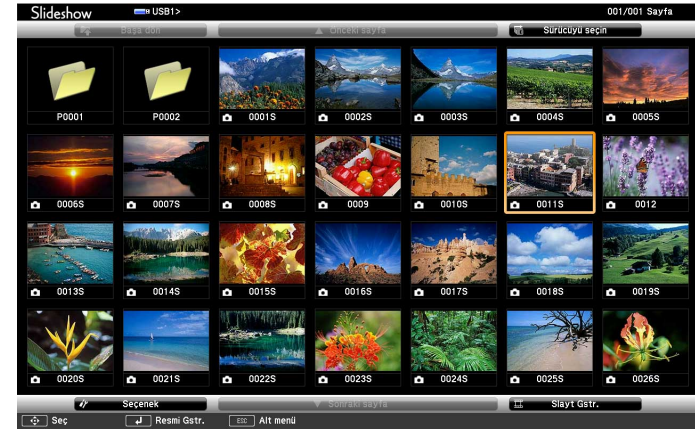 Slideshow USB1> 001/001 Sayfa
Başa dön Önceki sayfa Sürücüyü seçin
P0001 P0002 0001S 0002S 0003S 0004S 0005S
0006S 0007S 0008S 0009 0010S 0011S 0012
0013S 0014S 0015S 0016S 0017S 0018S 0019S
0020S 0021S 0022S 0023S 0024S 0025S 0026S
Seçenek Sonraki sayfa Slayt Gstr.
Seç Resmi Gstr. ESC Alt menü